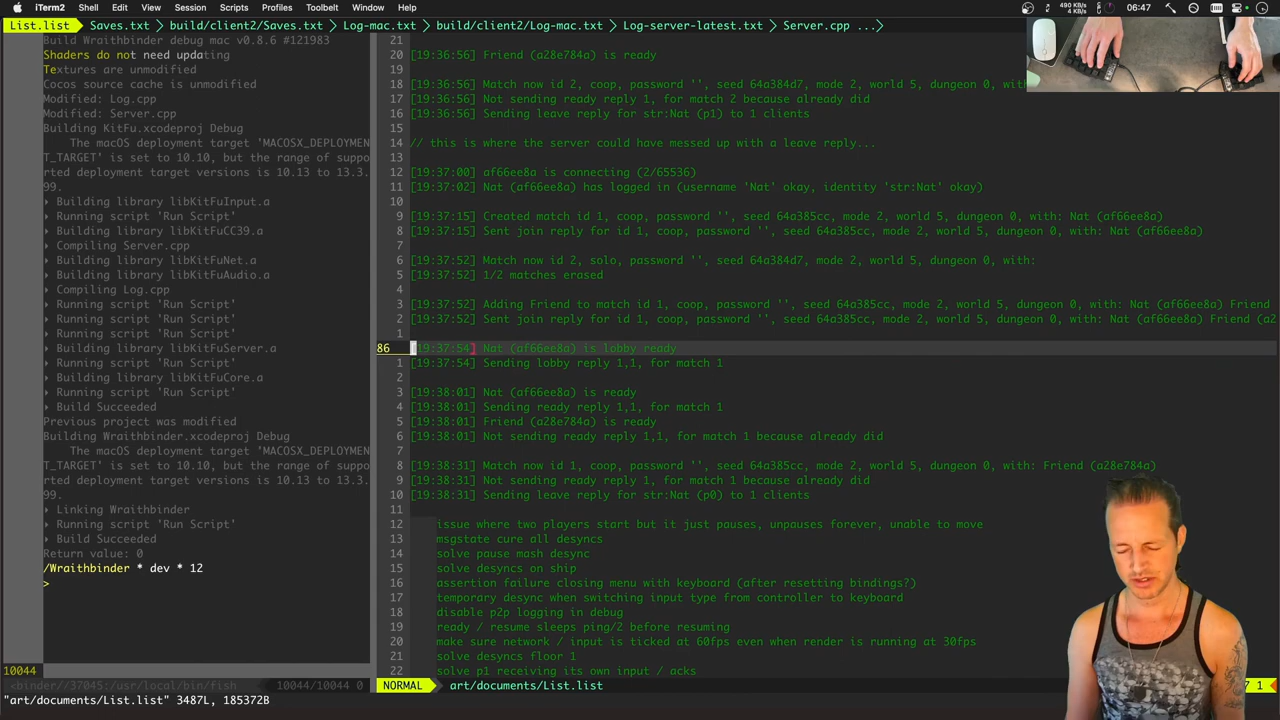 iTerm2 Shell Edit View Session Scripts Profiles Toolbelt Window Help
490 KB/s
4 KB/s
06:47
List.list Saves.txt build/client2/Saves.txt Log-mac.txt build/client2/Log-mac.txt Log-server-latest.txt Server.cpp ...
Build Wraithbinder debug mac v0.8.6 #121983
Shaders do not need updating
Textures are unmodified
Cocos source cache is unmodified
Modified: Log.cpp
Modified: Server.cpp
Building KitFu.xcodeproj Debug
The macOS deployment target 'MACOSX_DEPLOYMEN
T_TARGET' is set to 10.10, but the range of suppo
rted deployment target versions is 10.13 to 13.3.
99.
Building library libKitFuInput.a
Running script 'Run Script'
Building library libKitFuCC39.a
Compiling Server.cpp
Building library libKitFuNet.a
Building library libKitFuAudio.a
Compiling Log.cpp
Running script 'Run Script'
Running script 'Run Script'
Running script 'Run Script'
Building library libKitFuServer.a
Running script 'Run Script'
Building library libKitFuCore.a
Running script 'Run Script'
Build Succeeded
Previous project was modified
Building Wraithbinder.xcodeproj Debug
The macOS deployment target 'MACOSX_DEPLOYMEN
T_TARGET' is set to 10.10, but the range of suppo
rted deployment target versions is 10.13 to 13.3.
99.
Linking Wraithbinder
Running script 'Run Script'
Build Succeeded
Return value: 0
/Wraithbinder * dev * 12
>
10044
<binder//37045:/usr/local/bin/fish 10044/10044 0
"art/documents/List.list" 3487L, 185372B
21
20 [19:36:56] Friend (a28e784a) is ready
19
18 [19:36:56] Match now id 2, coop, password '', seed 64a384d7, mode 2, world 5, dungeon 0, w
17 [19:36:56] Not sending ready reply 1, for match 2 because already did
16 [19:36:56] Sending leave reply for str:Nat (p1) to 1 clients
15
14 // this is where the server could have messed up with a leave reply...
13
12 [19:37:00] af66ee8a is connecting (2/65536)
11 [19:37:02] Nat (af66ee8a) has logged in (username 'Nat' okay, identity 'str:Nat' okay)
10
9 [19:37:15] Created match id 1, coop, password '', seed 64a385cc, mode 2, world 5, dungeon 0, with: Nat (af66ee8a)
8 [19:37:15] Sent join reply for id 1, coop, password '', seed 64a385cc, mode 2, world 5, dungeon 0, with: Nat (af66ee8a)
7
6 [19:37:52] Match now id 2, solo, password '', seed 64a384d7, mode 2, world 5, dungeon 0, with:
5 [19:37:52] 1/2 matches erased
4
3 [19:37:52] Adding Friend to match id 1, coop, password '', seed 64a385cc, mode 2, world 5, dungeon 0, with: Nat (af66ee8a) Friend
2 [19:37:52] Sent join reply for id 1, coop, password '', seed 64a385cc, mode 2, world 5, dungeon 0, with: Nat (af66ee8a) Friend (a2
1
86 [19:37:54] Nat (af66ee8a) is lobby ready
1 [19:37:54] Sending lobby reply 1,1, for match 1
2
3 [19:38:01] Nat (af66ee8a) is ready
4 [19:38:01] Sending ready reply 1,1, for match 1
5 [19:38:01] Friend (a28e784a) is ready
6 [19:38:01] Not sending ready reply 1,1, for match 1 because already did
7
8 [19:38:31] Match now id 1, coop, password '', seed 64a385cc, mode 2, world 5, dungeon 0, with: Friend (a28e784a)
9 [19:38:31] Not sending ready reply 1, for match 1 because already did
10 [19:38:31] Sending leave reply for str:Nat (p0) to 1 clients
11
12 issue where two players start but it just pauses, unpauses forever, unable to move
13 msgstate cure all desyncs
14 solve pause mash desync
15 solve desyncs on ship
16 assertion failure closing menu with keyboard (after resetting bindings?)
17 temporary desync when switching input type from controller to keyboard
18 disable p2p logging in debug
19 ready / resume sleeps ping/2 before resuming
20 make sure network / input is ticked at 60fps even when render is running at 30fps
21 solve desyncs floor 1
22 solve p1 receiving its own input / acks
NORMAL art/documents/List.list